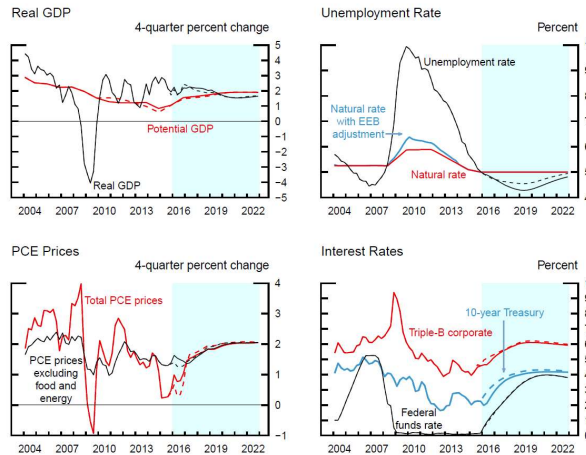 Real GDP
4-quarter percent change
5
4
3
2
1
0
−1
−2
−3
−4
−5
Potential GDP
Real GDP
2004 2007 2010 2013 2016 2019 2022
Unemployment Rate
Percent
Unemployment rate
Natural rate
with EEB
adjustment
Natural rate
2004 2007 2010 2013 2016 2019 2022
PCE Prices
4-quarter percent change
4
3
2
1
0
−1
Total PCE prices
PCE prices
excluding
food and
energy
2004 2007 2010 2013 2016 2019 2022
Interest Rates
Percent
10-year Treasury
Triple-B corporate
Federal
funds rate
2004 2007 2010 2013 2016 2019 2022